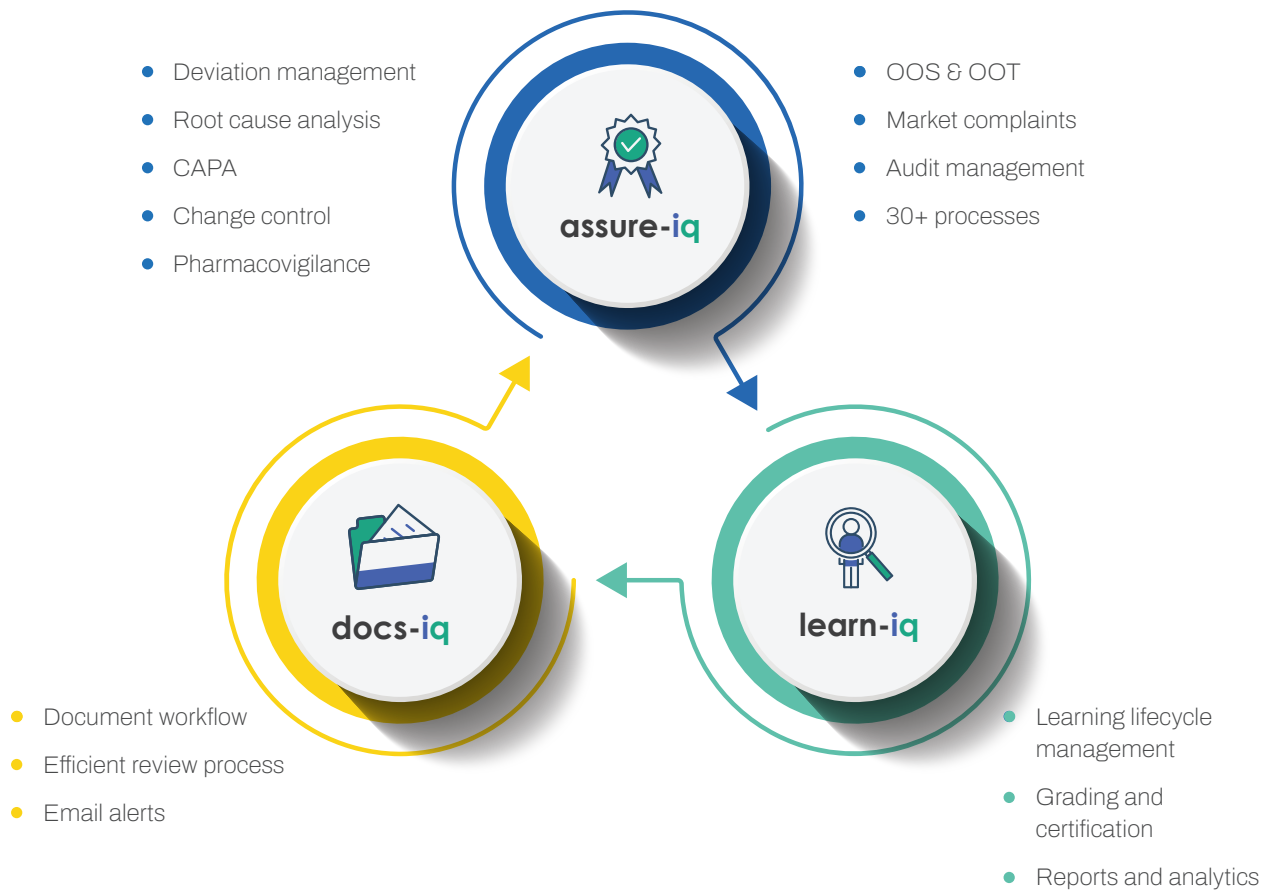 Deviation management
Root cause analysis
CAPA
Change control
Pharmacovigilance
OOS & OOT
Market complaints
Audit management
30+ processes
assure-iq
docs-iq
learn-iq
Document workflow
Efficient review process
Email alerts
Learning lifecycle
management
Grading and
certification
Reports and analytics